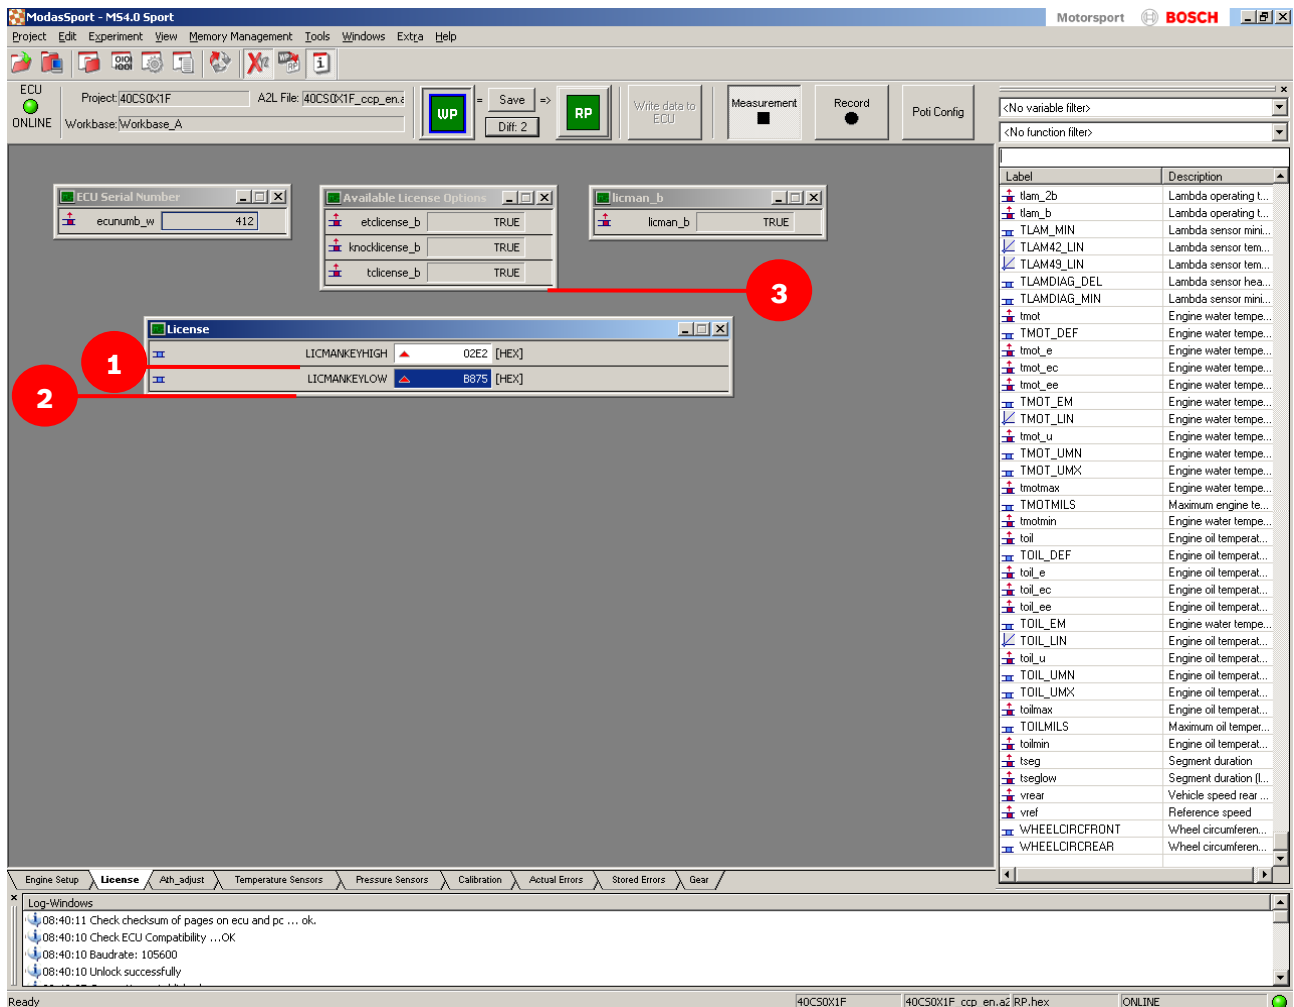 ModasSport - MS4.0 Sport
Motorsport BOSCH
Project Edit Experiment View Memory Management Tools Windows Extra Help
ECU
ONLINE
Project: 40CS0X1F
A2L File: 40CS0X1F_ccp_en.a
Workbase: Workbase_A
WP
=
Save
=>
Diff: 2
RP
Write data to
ECU
Measurement
Record
Poti Config
<No variable filter>
<No function filter>
Label Description
tlam_2b Lambda operating t...
tlam_b Lambda operating t...
TLAM_MIN Lambda sensor mini...
TLAM42_LIN Lambda sensor tem...
TLAM49_LIN Lambda sensor tem...
TLAMDIAG_DEL Lambda sensor hea...
TLAMDIAG_MIN Lambda sensor mini...
tmot Engine water tempe...
TMOT_DEF Engine water tempe...
tmot_e Engine water tempe...
tmot_ec Engine water tempe...
tmot_ee Engine water tempe...
TMOT_EM Engine water tempe...
TMOT_LIN Engine water tempe...
tmot_u Engine water tempe...
TMOT_UMN Engine water tempe...
TMOT_UMX Engine water tempe...
tmotmax Engine water tempe...
TMOTMILS Maximum engine te...
tmotmin Engine water tempe...
toil Engine oil temperat...
TOIL_DEF Engine oil temperat...
toil_e Engine oil temperat...
toil_ec Engine oil temperat...
toil_ee Engine oil temperat...
TOIL_EM Engine water tempe...
TOIL_LIN Engine oil temperat...
toil_u Engine oil temperat...
TOIL_UMN Engine oil temperat...
TOIL_UMX Engine oil temperat...
toilmax Engine oil temperat...
TOILMILS Maximum oil temper...
toilmin Engine oil temperat...
tseg Segment duration
tseglow Segment duration (l...
vrear Vehicle speed rear ...
vref Reference speed
WHEELCIRCFRONT Wheel circumferen...
WHEELCIRCREAR Wheel circumferen...
ECU Serial Number
ecunumb_w 412
Available License Options
etclicense_b TRUE
knocklicense_b TRUE
tclicense_b TRUE
licman_b
licman_b TRUE
3
License
LICMANKEYHIGH 02E2 [HEX]
LICMANKEYLOW B875 [HEX]
1
2
Engine Setup License Ath_adjust Temperature Sensors Pressure Sensors Calibration Actual Errors Stored Errors Gear
Log-Windows
08:40:11 Check checksum of pages on ecu and pc ... ok.
08:40:10 Check ECU Compatibility ...OK
08:40:10 Baudrate: 105600
08:40:10 Unlock successfully
Ready 40CS0X1F 40CS0X1F_ccp_en.a2 RP.hex ONLINE